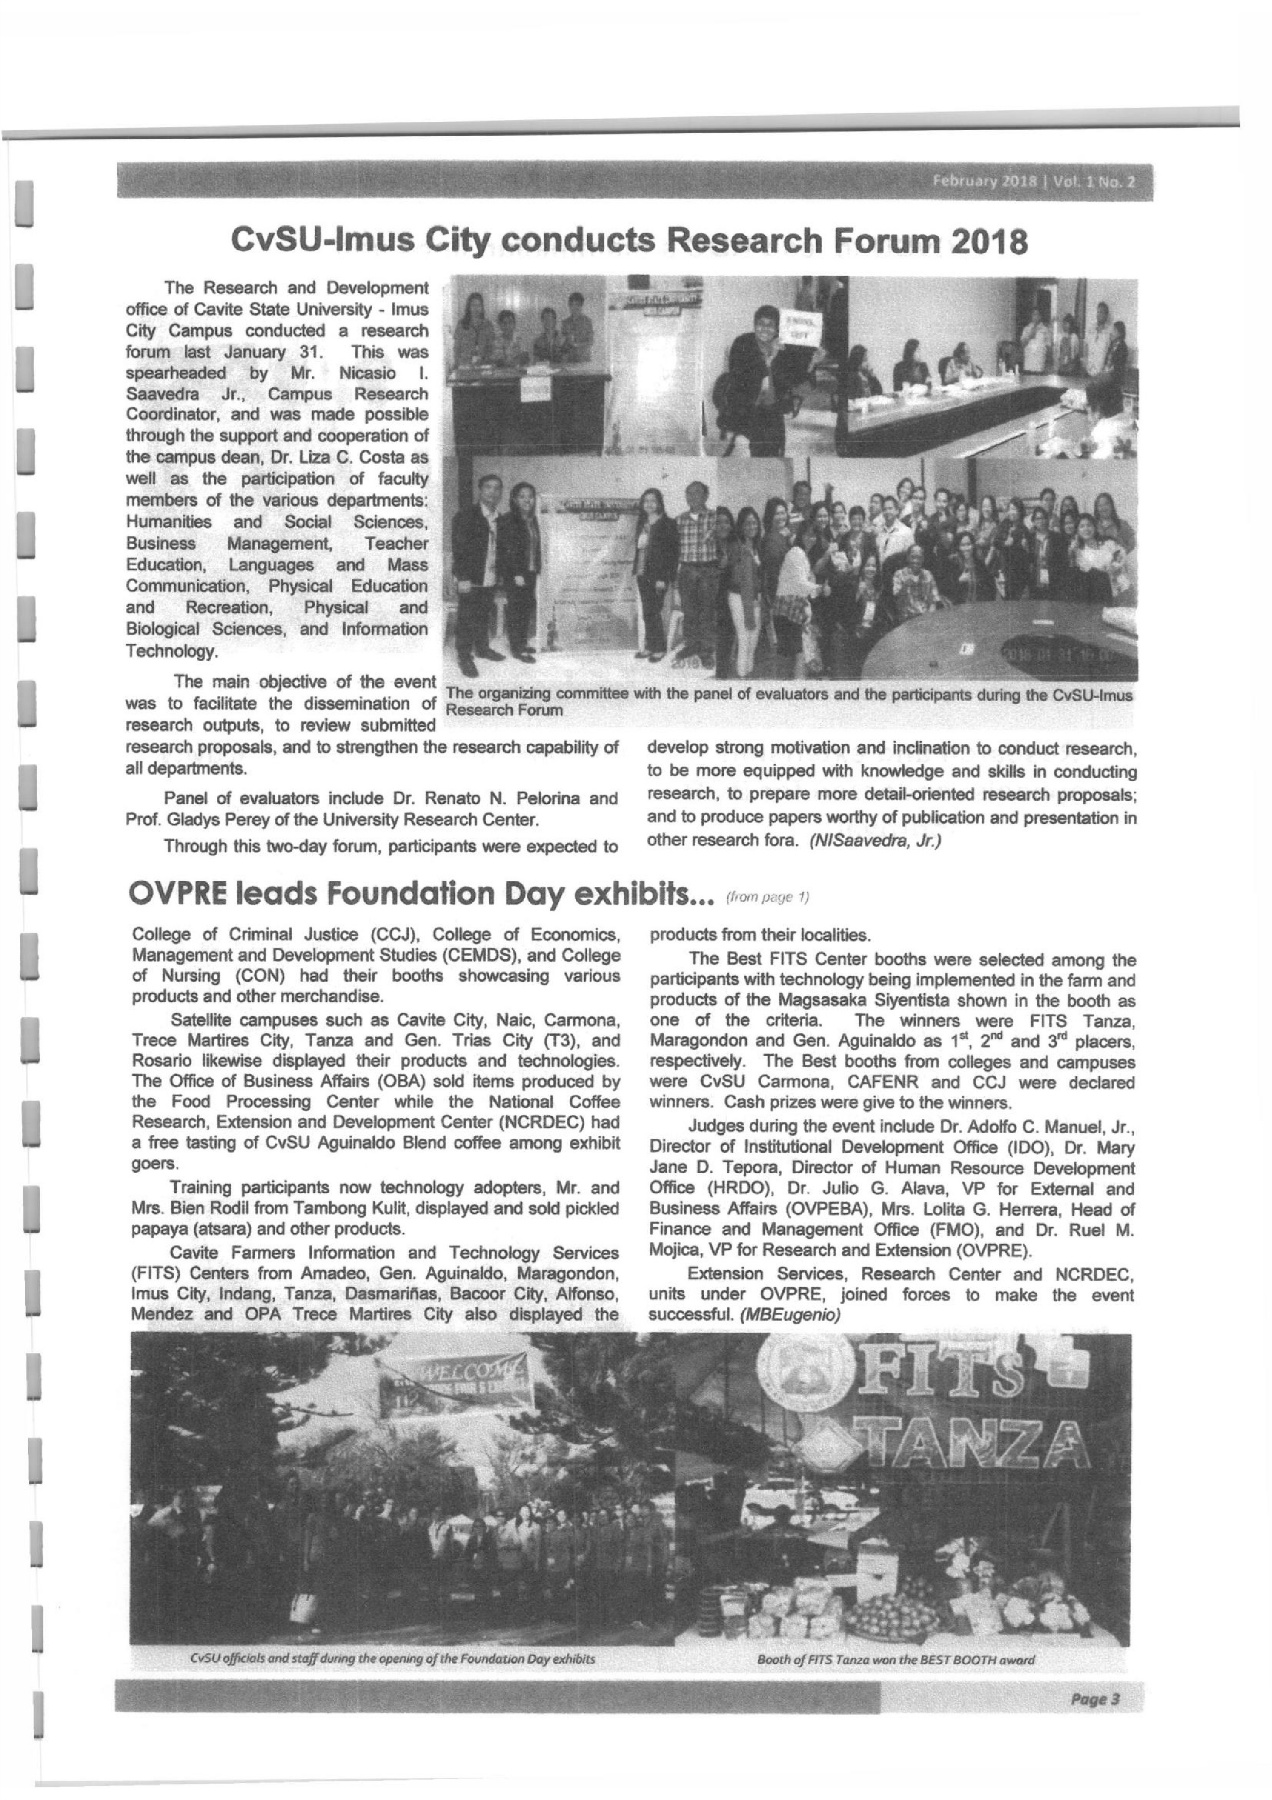 February 2018 | Vol. 1 No. 2
CvSU-Imus City conducts Research Forum 2018
The Research and Development
office of Cavite State University - Imus
City Campus conducted a research
forum last January 31. This was
spearheaded by Mr. Nicasio I.
Saavedra Jr., Campus Research
Coordinator, and was made possible
through the support and cooperation of
the campus dean, Dr. Liza C. Costa as
well as the participation of faculty
members of the various departments:
Humanities and Social Sciences,
Business Management, Teacher
Education, Languages and Mass
Communication, Physical Education
and Recreation, Physical and
Biological Sciences, and Information
Technology.
The main objective of the event
was to facilitate the dissemination of
research outputs, to review submitted
research proposals, and to strengthen the research capability of
all departments.
Panel of evaluators include Dr. Renato N. Pelorina and
Prof. Gladys Perey of the University Research Center.
Through this two-day forum, participants were expected to
The organizing committee with the panel of evaluators and the participants during the CvSU-Imus
Research Forum
develop strong motivation and inclination to conduct research,
to be more equipped with knowledge and skills in conducting
research, to prepare more detail-oriented research proposals;
and to produce papers worthy of publication and presentation in
other research fora. (NISaavedra, Jr.)
OVPRE leads Foundation Day exhibits... (from page 1)
College of Criminal Justice (CCJ), College of Economics,
Management and Development Studies (CEMDS), and College
of Nursing (CON) had their booths showcasing various
products and other merchandise.
Satellite campuses such as Cavite City, Naic, Carmona,
Trece Martires City, Tanza and Gen. Trias City (T3), and
Rosario likewise displayed their products and technologies.
The Office of Business Affairs (OBA) sold items produced by
the Food Processing Center while the National Coffee
Research, Extension and Development Center (NCRDEC) had
a free tasting of CvSU Aguinaldo Blend coffee among exhibit
goers.
Training participants now technology adopters, Mr. and
Mrs. Bien Rodil from Tambong Kulit, displayed and sold pickled
papaya (atsara) and other products.
Cavite Farmers Information and Technology Services
(FITS) Centers from Amadeo, Gen. Aguinaldo, Maragondon,
Imus City, Indang, Tanza, Dasmariñas, Bacoor City, Alfonso,
Mendez and OPA Trece Martires City also displayed the
products from their localities.
The Best FITS Center booths were selected among the
participants with technology being implemented in the farm and
products of the Magsasaka Siyentista shown in the booth as
one of the criteria. The winners were FITS Tanza,
Maragondon and Gen. Aguinaldo as 1st, 2nd and 3rd placers,
respectively. The Best booths from colleges and campuses
were CvSU Carmona, CAFENR and CCJ were declared
winners. Cash prizes were give to the winners.
Judges during the event include Dr. Adolfo C. Manuel, Jr.,
Director of Institutional Development Office (IDO), Dr. Mary
Jane D. Tepora, Director of Human Resource Development
Office (HRDO), Dr. Julio G. Alava, VP for External and
Business Affairs (OVPEBA), Mrs. Lolita G. Herrera, Head of
Finance and Management Office (FMO), and Dr. Ruel M.
Mojica, VP for Research and Extension (OVPRE).
Extension Services, Research Center and NCRDEC,
units under OVPRE, joined forces to make the event
successful. (MBEugenio)
WELCOME
FITS
TANZA
CvSU officials and staff during the opening of the Foundation Day exhibits
Booth of FITS Tanza won the BEST BOOTH award
Page 3